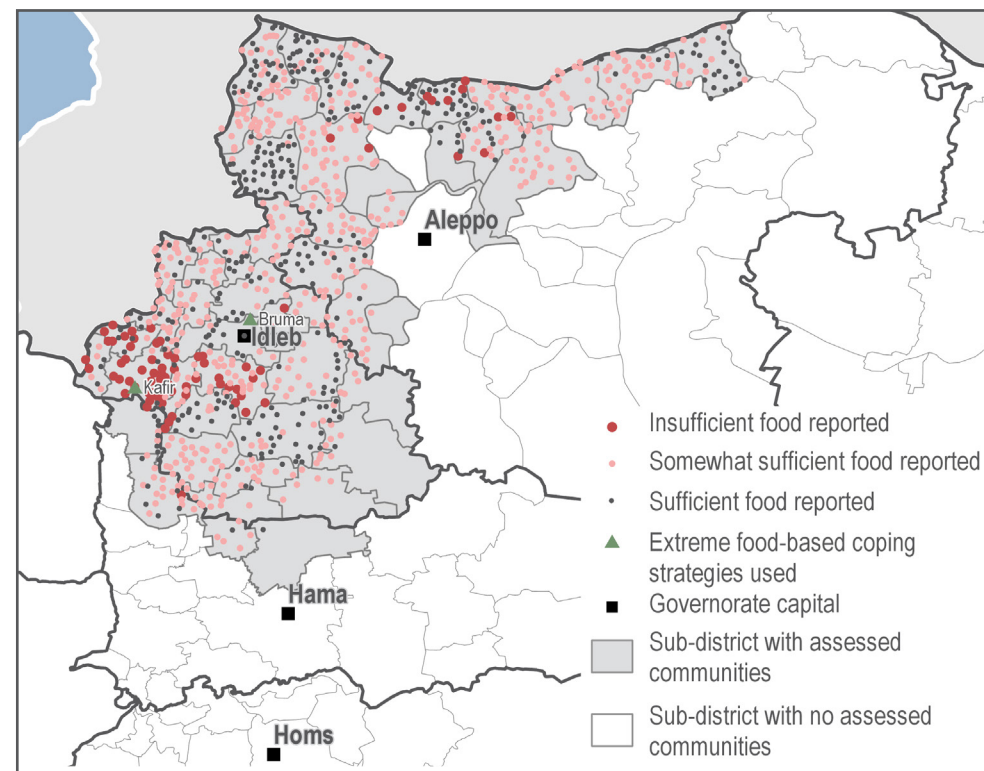 Aleppo
Bruma
Idleb
Kafir
Insufficient food reported
Somewhat sufficient food reported
Sufficient food reported
Extreme food-based coping
strategies used
Governorate capital
Sub-district with assessed
communities
Sub-district with no assessed
communities
Hama
Homs